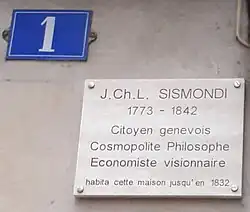 1
J.Ch.L. SISMONDI
1773 - 1842
Citoyen genevois
Cosmopolite Philosophe
Economiste visionnaire
habita cette maison jusqu'en 1832